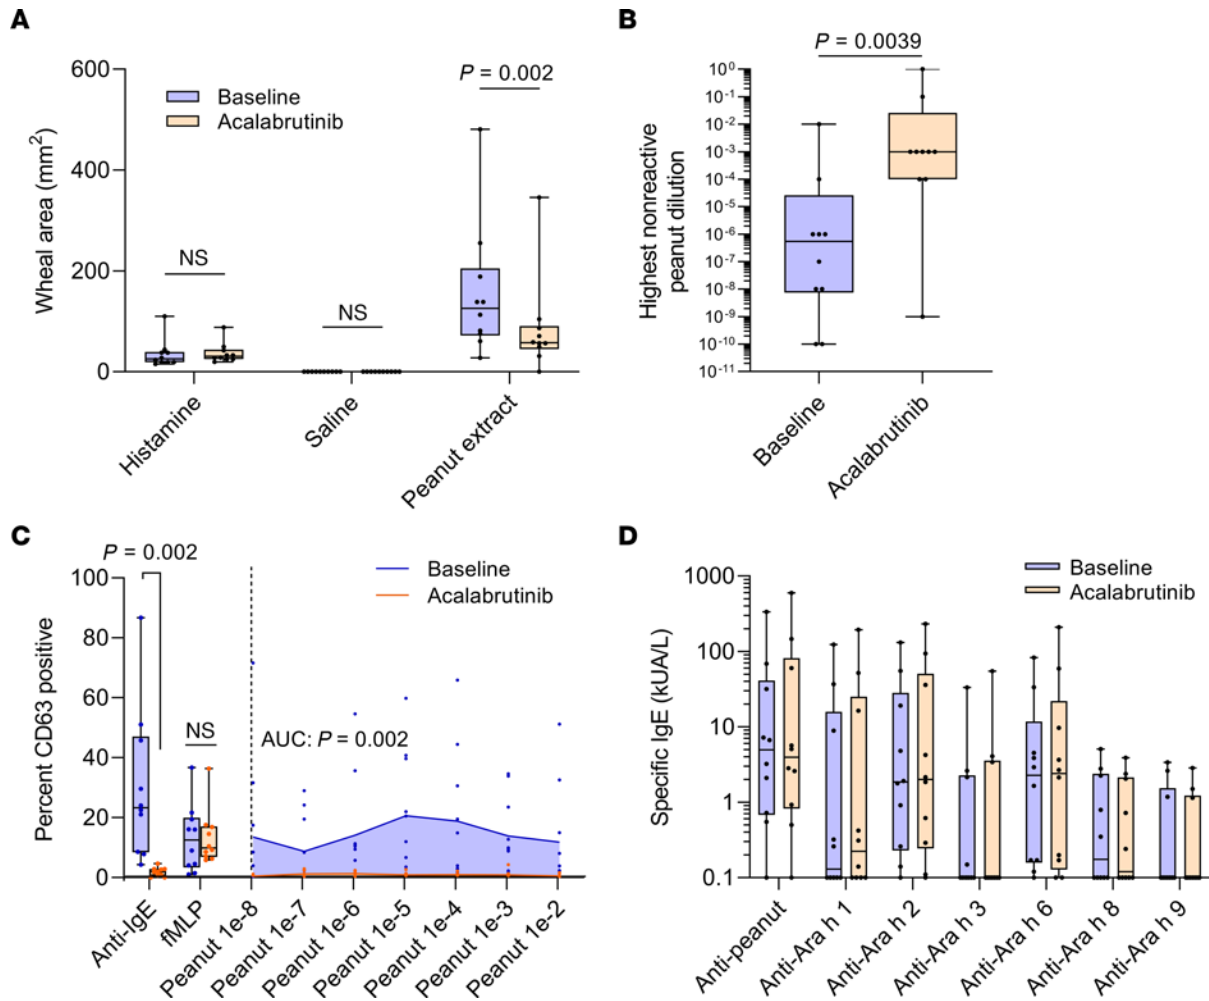 A
Wheal area (mm²)
600
400
200
0
Baseline
Acalabrutinib
NS
NS
P = 0.002
Histamine
Saline
Peanut extract
B
Highest nonreactive
peanut dilution
P = 0.0039
10⁰
10⁻¹
10⁻²
10⁻³
10⁻⁴
10⁻⁵
10⁻⁶
10⁻⁷
10⁻⁸
10⁻⁹
10⁻¹⁰
10⁻¹¹
Baseline
Acalabrutinib
C
Percent CD63 positive
P = 0.002
100
80
60
40
20
0
NS
Baseline
Acalabrutinib
AUC: P = 0.002
Anti-IgE
fMLP
Peanut 1e-8
Peanut 1e-7
Peanut 1e-6
Peanut 1e-5
Peanut 1e-4
Peanut 1e-3
Peanut 1e-2
D
Specific IgE (kUA/L)
1000
100
10
1
0.1
Baseline
Acalabrutinib
Anti-peanut
Anti-Ara h 1
Anti-Ara h 2
Anti-Ara h 3
Anti-Ara h 6
Anti-Ara h 8
Anti-Ara h 9